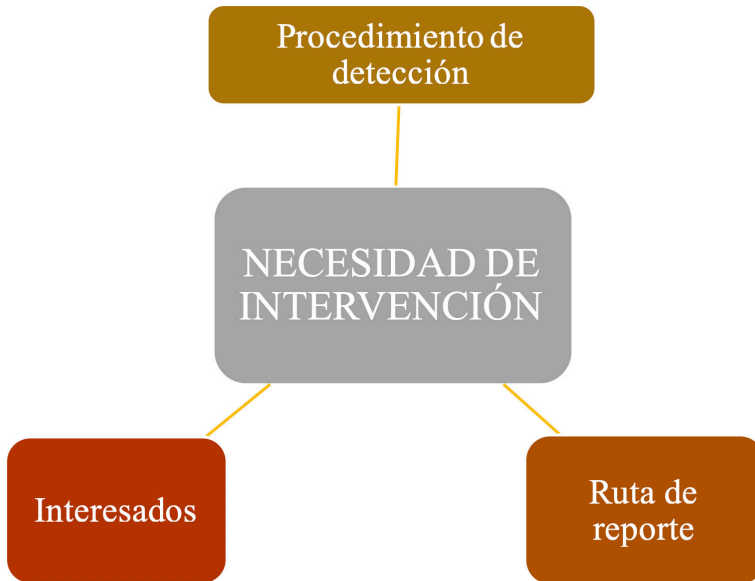 Procedimiento de
detección
NECESIDAD DE
INTERVENCIÓN
Interesados
Ruta de
reporte